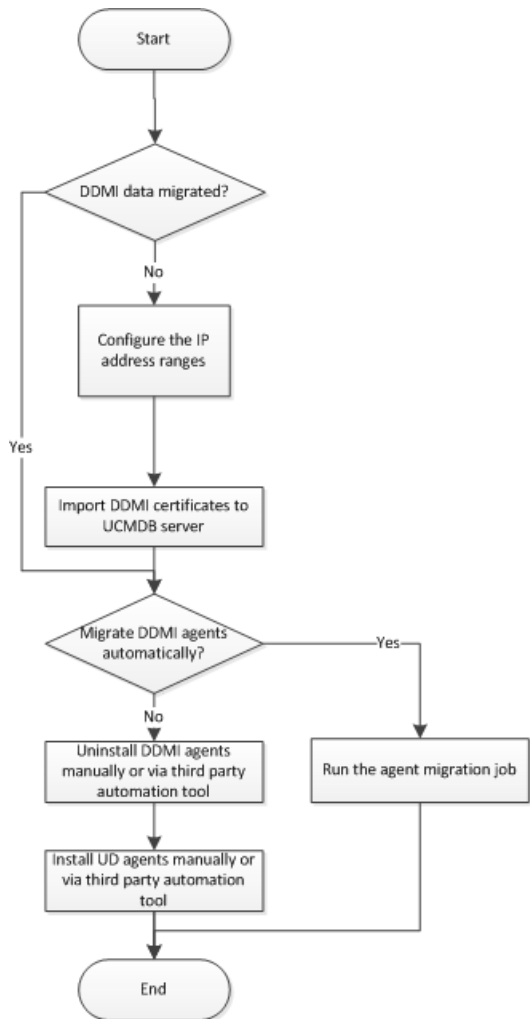 Start
DDMI data migrated?
No
Configure the IP
address ranges
Yes
Import DDMI certificates to
UCMDB server
Migrate DDMI agents
automatically?
Yes
No
Uninstall DDMI agents
manually or via third party
automation tool
Run the agent migration job
Install UD agents manually or
via third party automation
tool
End